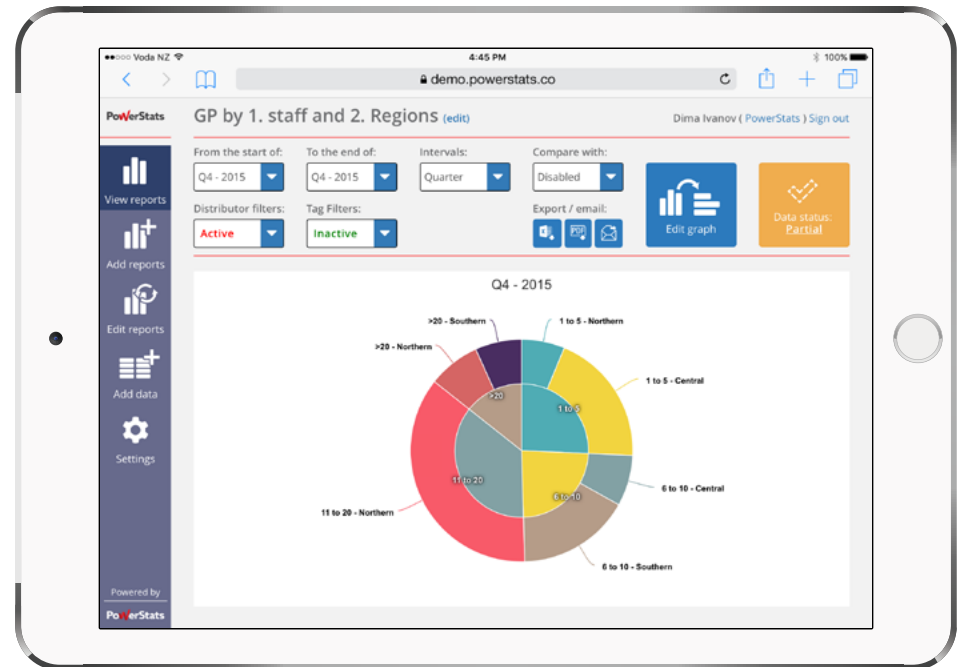 Voda NZ
4:45 PM
100%
demo.powerstats.co
PowerStats
GP by 1. staff and 2. Regions (edit)
Dima Ivanov ( PowerStats ) Sign out
View reports
Add reports
Edit reports
Add data
Settings
Powered by
PowerStats
From the start of:
To the end of:
Intervals:
Compare with:
Q4 - 2015
Q4 - 2015
Quarter
Disabled
Distributor filters:
Tag Filters:
Export / email:
Active
Inactive
PDF
Edit graph
Data status:
Partial
Q4 - 2015
>20 - Southern
1 to 5 - Northern
>20 - Northern
1 to 5 - Central
>20
1 to 5
11 to 20
6 to 10
6 to 10 - Central
11 to 20 - Northern
6 to 10 - Southern